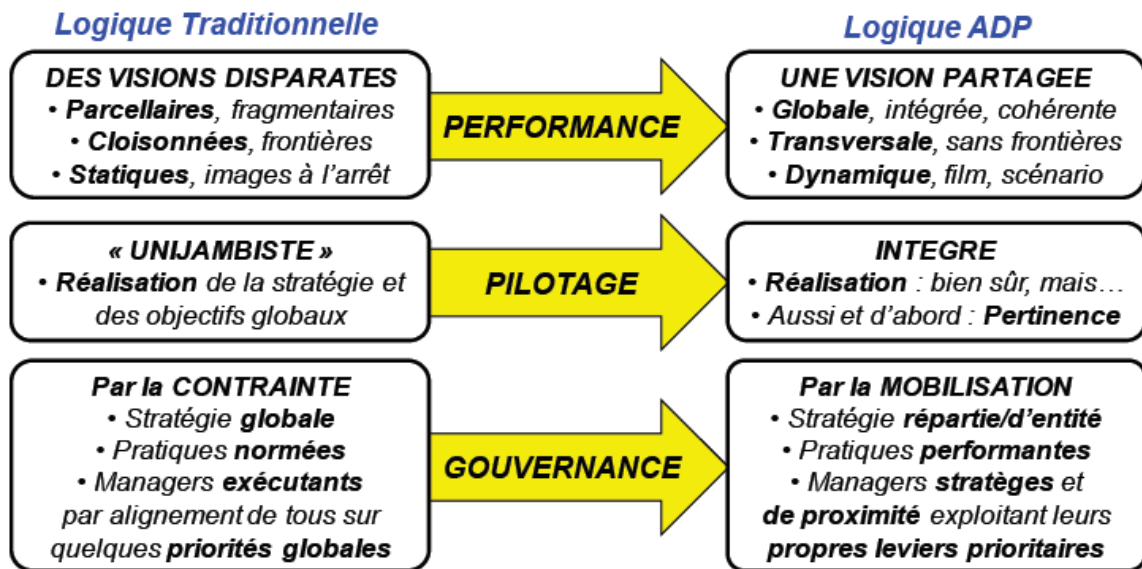 Logique Traditionnelle
Logique ADP
DES VISIONS DISPARATES
• Parcellaires, fragmentaires
• Cloisonnées, frontières
• Statiques, images à l'arrêt
PERFORMANCE
UNE VISION PARTAGEE
• Globale, intégrée, cohérente
• Transversale, sans frontières
• Dynamique, film, scénario
« UNIJAMBISTE »
• Réalisation de la stratégie et
des objectifs globaux
PILOTAGE
INTEGRE
• Réalisation : bien sûr, mais…
• Aussi et d'abord : Pertinence
Par la CONTRAINTE
• Stratégie globale
• Pratiques normées
• Managers exécutants
par alignement de tous sur
quelques priorités globales
GOUVERNANCE
Par la MOBILISATION
• Stratégie répartie/d'entité
• Pratiques performantes
• Managers stratèges et
de proximité exploitant leurs
propres leviers prioritaires